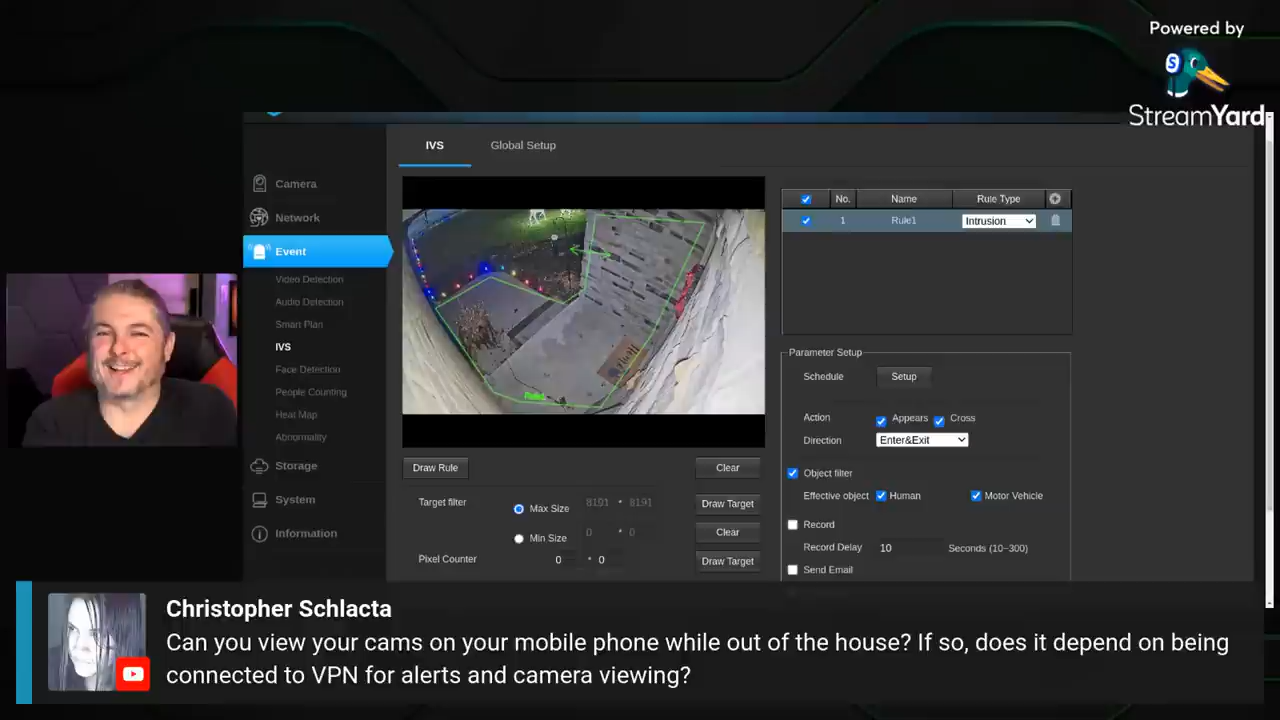 Powered by
StreamYard
IVS
Global Setup
Camera
Network
Event
Video Detection
Audio Detection
Smart Plan
IVS
Face Detection
People Counting
Heat Map
Abnormality
Storage
System
Information
No. Name Rule Type
1 Rule1 Intrusion
Rule1
Draw Rule
Clear
Target filter
Max Size 8191 * 8191
Draw Target
Min Size 0 * 0
Clear
Pixel Counter 0 * 0
Draw Target
Parameter Setup
Schedule Setup
Action Appears Cross
Direction Enter&Exit
Object filter
Effective object Human Motor Vehicle
Record
Record Delay 10 Seconds (10~300)
Send Email
Christopher Schlacta
Can you view your cams on your mobile phone while out of the house? If so, does it depend on being
connected to VPN for alerts and camera viewing?